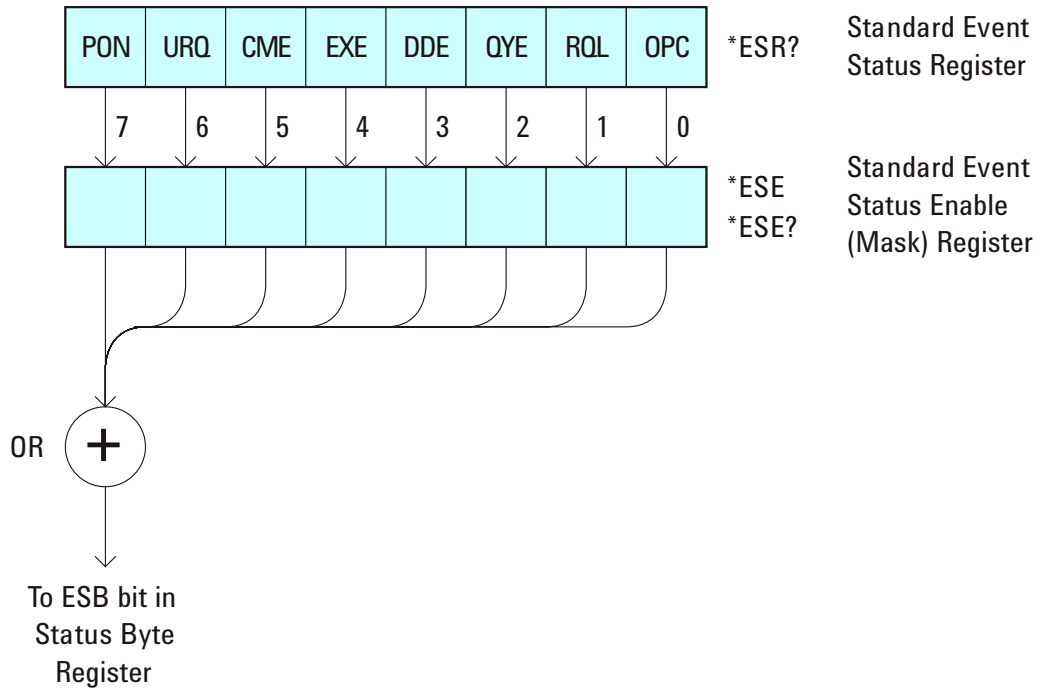 PON URQ CME EXE DDE QYE RQL OPC
*ESR?
Standard Event
Status Register
7 6 5 4 3 2 1 0
*ESE
*ESE?
Standard Event
Status Enable
(Mask) Register
OR
+
To ESB bit in
Status Byte
Register